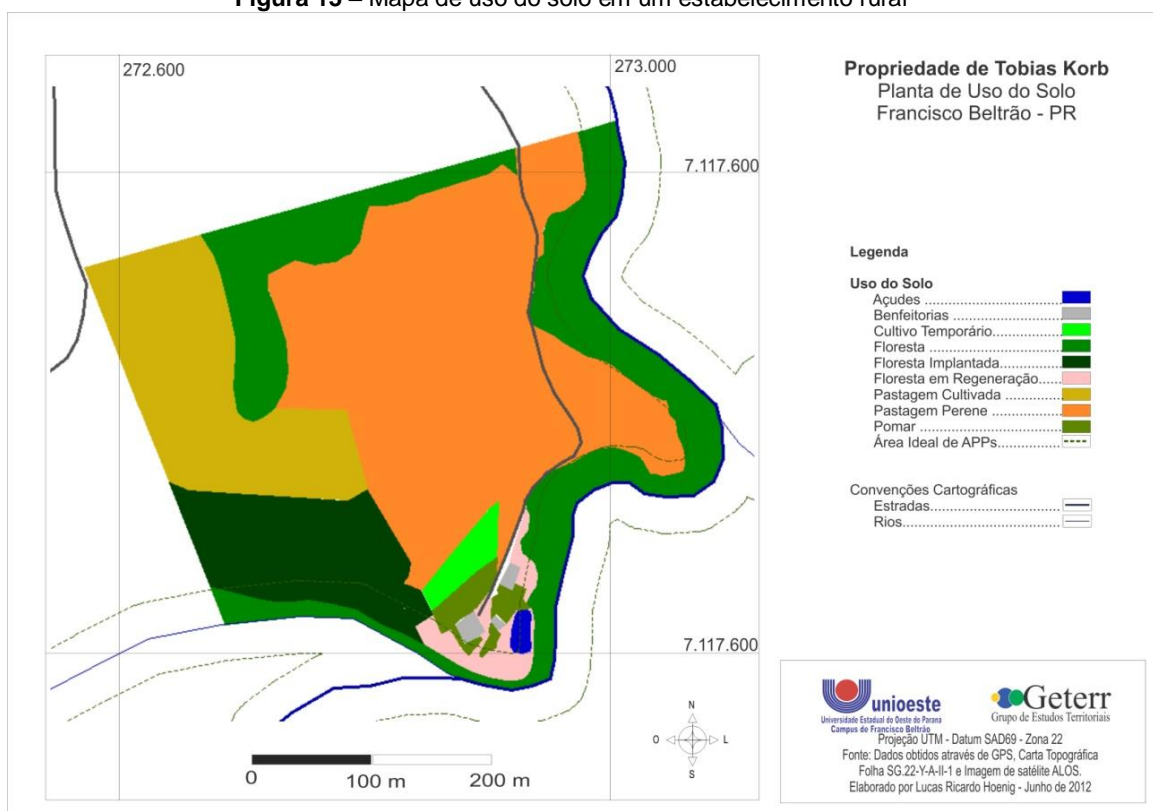 Figura 13 – Mapa de uso do solo em um estabelecimento rural
272.600
273.000
7.117.600
7.117.600
0
100 m
200 m
N
O
L
S
Propriedade de Tobias Korb
Planta de Uso do Solo
Francisco Beltrão - PR
Legenda
Uso do Solo
Açudes
Benfeitorias
Cultivo Temporário
Floresta
Floresta Implantada
Floresta em Regeneração
Pastagem Cultivada
Pastagem Perene
Pomar
Área Ideal de APPs
Convenções Cartográficas
Estradas
Rios
unioeste
Universidade Estadual do Oeste do Paraná
Campus de Francisco Beltrão
Geterr
Grupo de Estudos Territoriais
Projeção UTM - Datum SAD69 - Zona 22
Fonte: Dados obtidos através de GPS, Carta Topográfica
Folha SG.22-Y-A-II-1 e Imagem de satélite ALOS.
Elaborado por Lucas Ricardo Hoenig - Junho de 2012